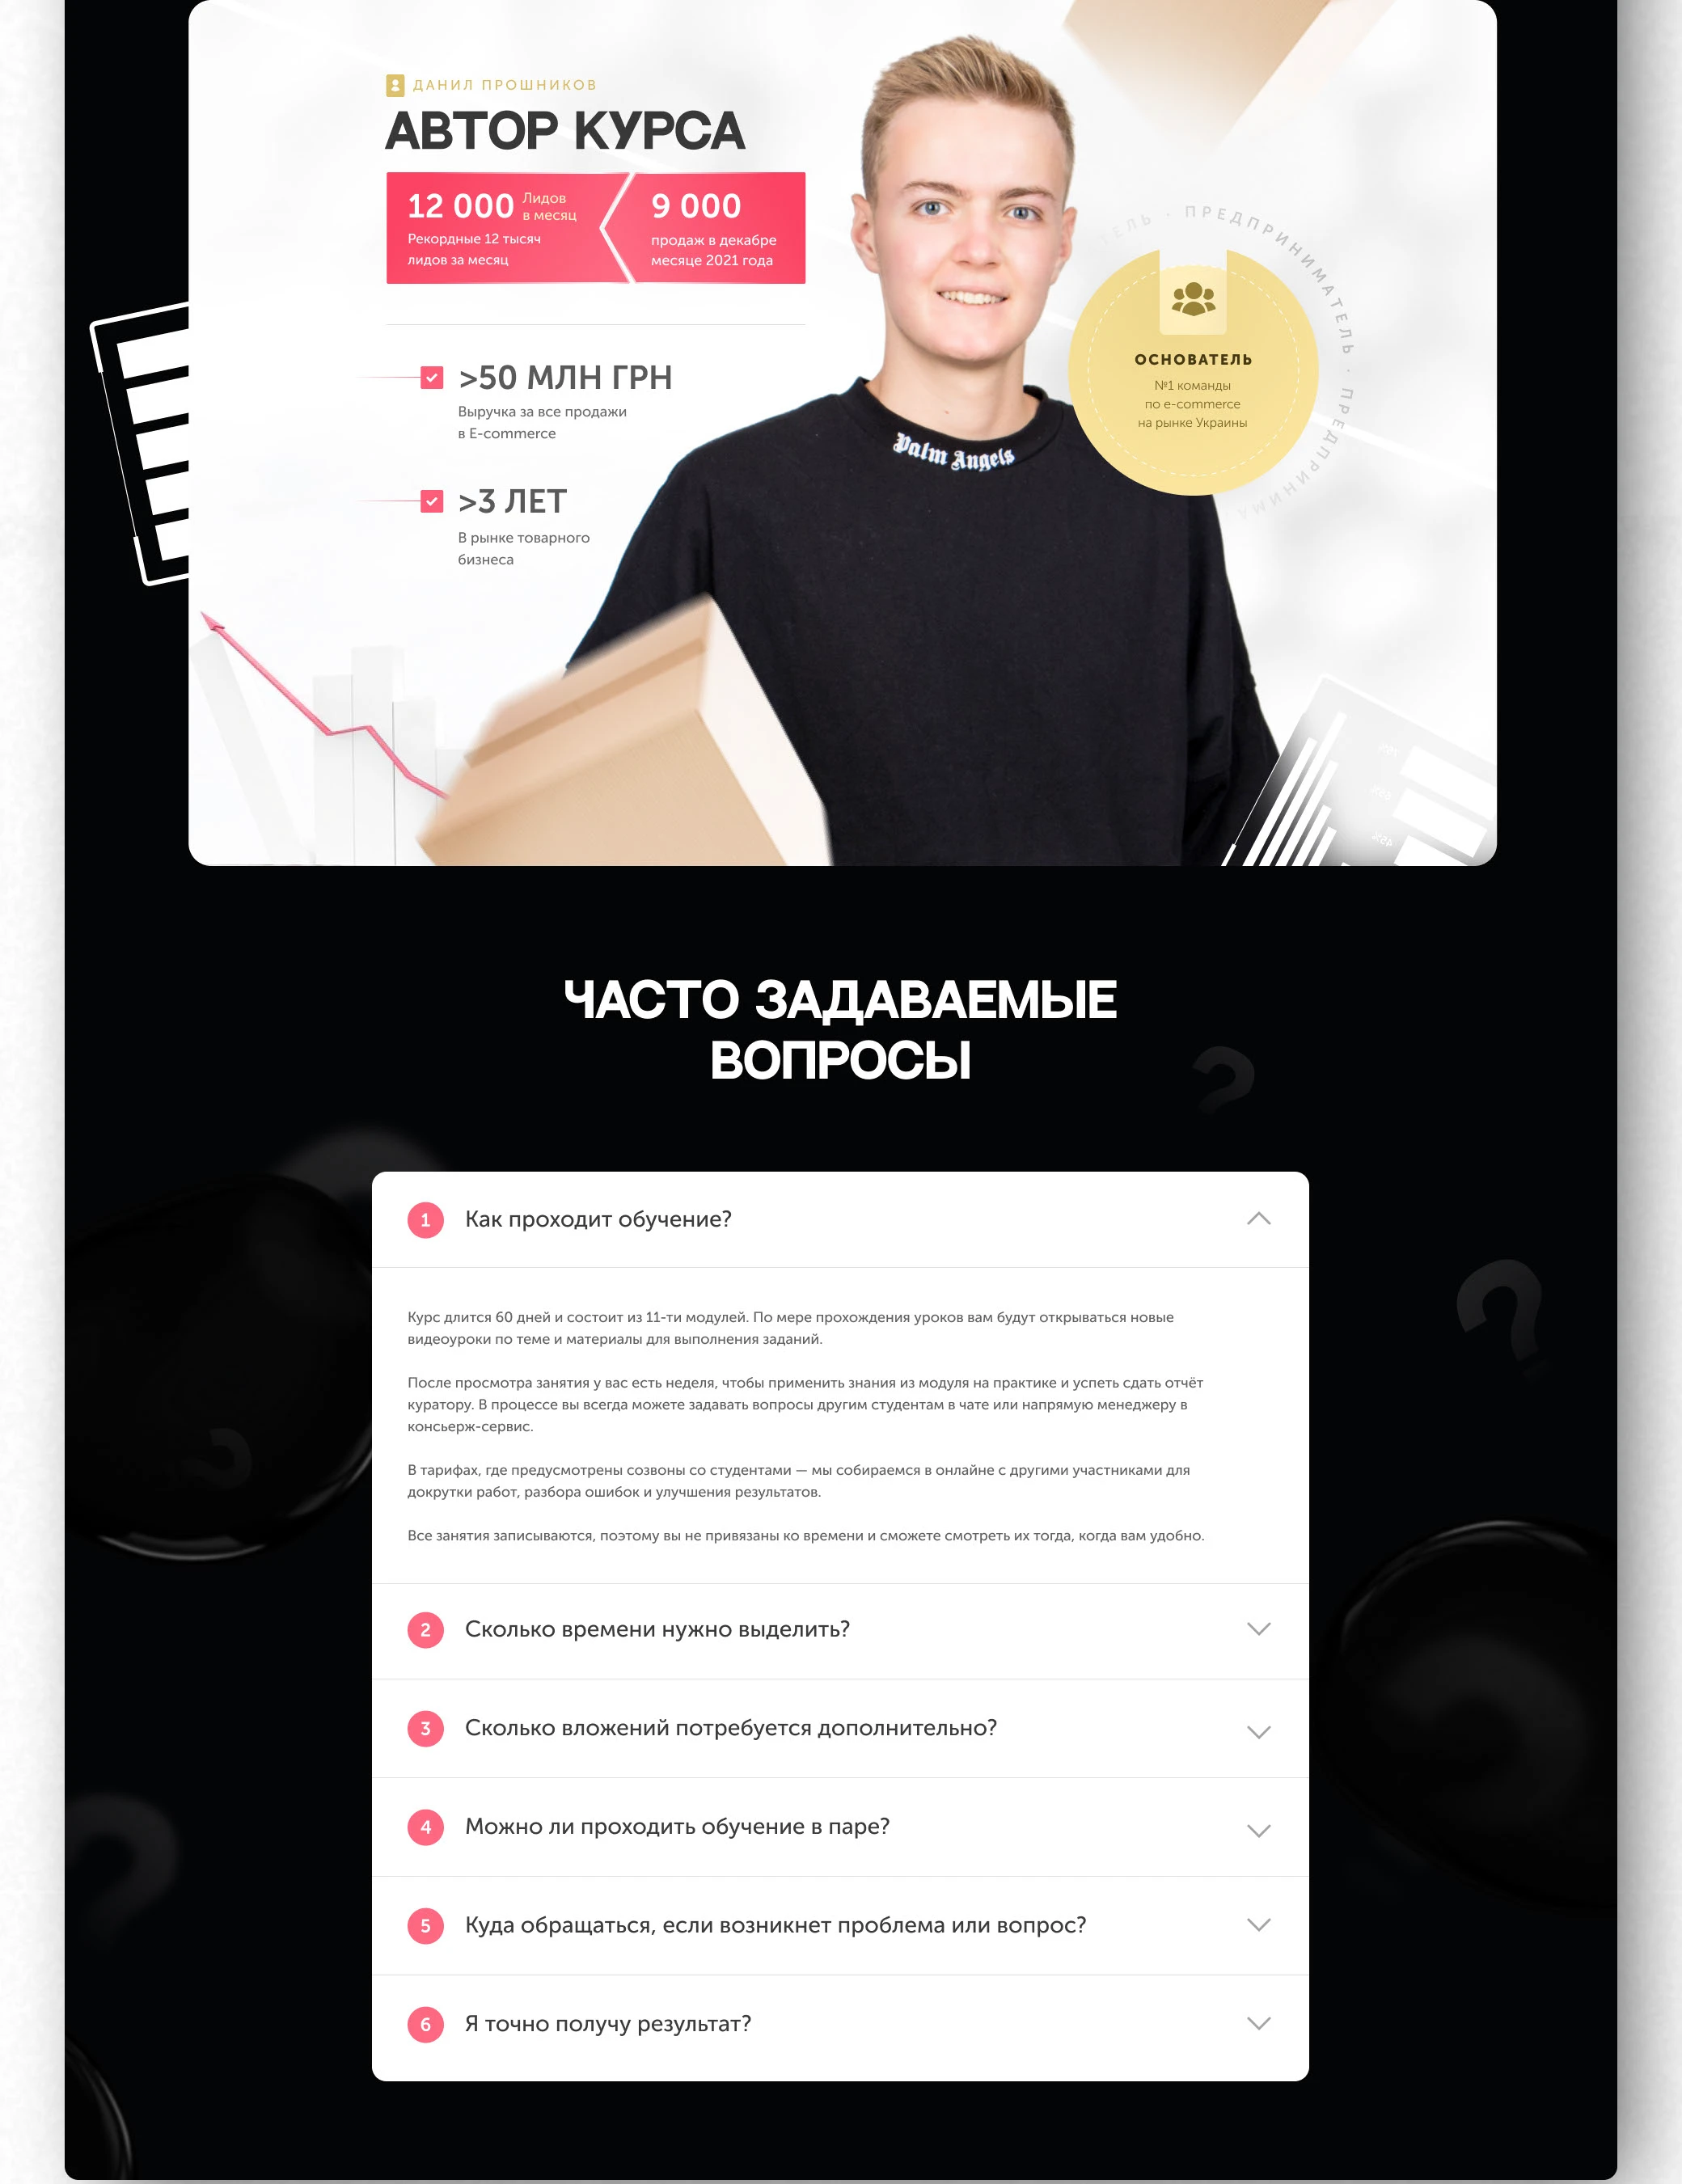 ДАНИЛ ПРОШНИКОВ
АВТОР КУРСА
12 000 Лидов
в месяц
Рекордные 12 тысяч
лидов за месяц
9 000
продаж в декабре
месяце 2021 года
>50 МЛН ГРН
Выручка за все продажи
в E-commerce
>3 ЛЕТ
В рынке товарного
бизнеса
Palm Angels
ТЕЛЬ · ПРЕДПРИНИМАТЕЛЬ · ПРЕДПРИНИМА
ОСНОВАТЕЛЬ
№1 команды
по e-commerce
на рынке Украины
ЧАСТО ЗАДАВАЕМЫЕ
ВОПРОСЫ
1 Как проходит обучение?
Курс длится 60 дней и состоит из 11-ти модулей. По мере прохождения уроков вам будут открываться новые
видеоуроки по теме и материалы для выполнения заданий.
После просмотра занятия у вас есть неделя, чтобы применить знания из модуля на практике и успеть сдать отчёт
куратору. В процессе вы всегда можете задавать вопросы другим студентам в чате или напрямую менеджеру в
консьерж-сервис.
В тарифах, где предусмотрены созвоны со студентами — мы собираемся в онлайне с другими участниками для
докрутки работ, разбора ошибок и улучшения результатов.
Все занятия записываются, поэтому вы не привязаны ко времени и сможете смотреть их тогда, когда вам удобно.
2 Сколько времени нужно выделить?
3 Сколько вложений потребуется дополнительно?
4 Можно ли проходить обучение в паре?
5 Куда обращаться, если возникнет проблема или вопрос?
6 Я точно получу результат?